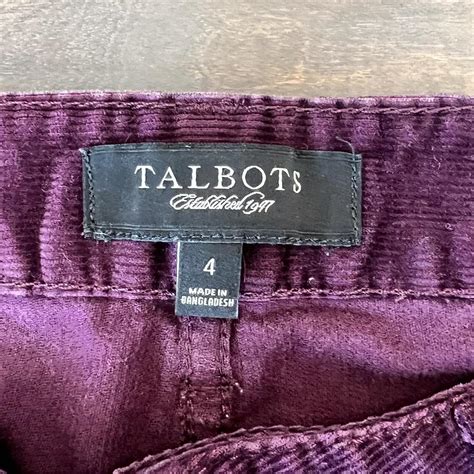 TALBOTS
Established 1947
4
MADE IN
BANGLADESH